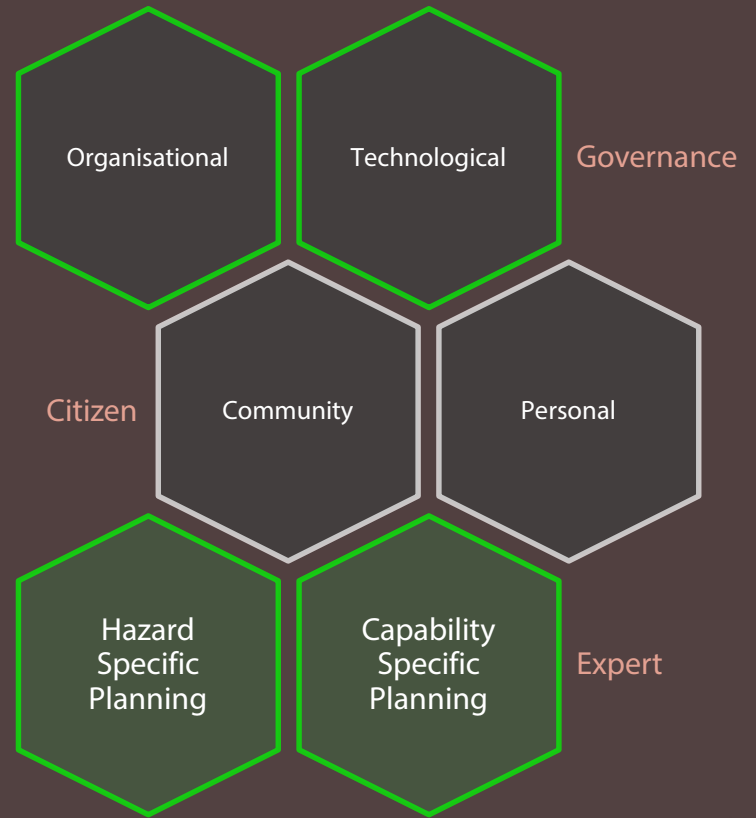 Organisational
Technological
Governance
Citizen
Community
Personal
Hazard
Specific
Planning
Capability
Specific
Planning
Expert